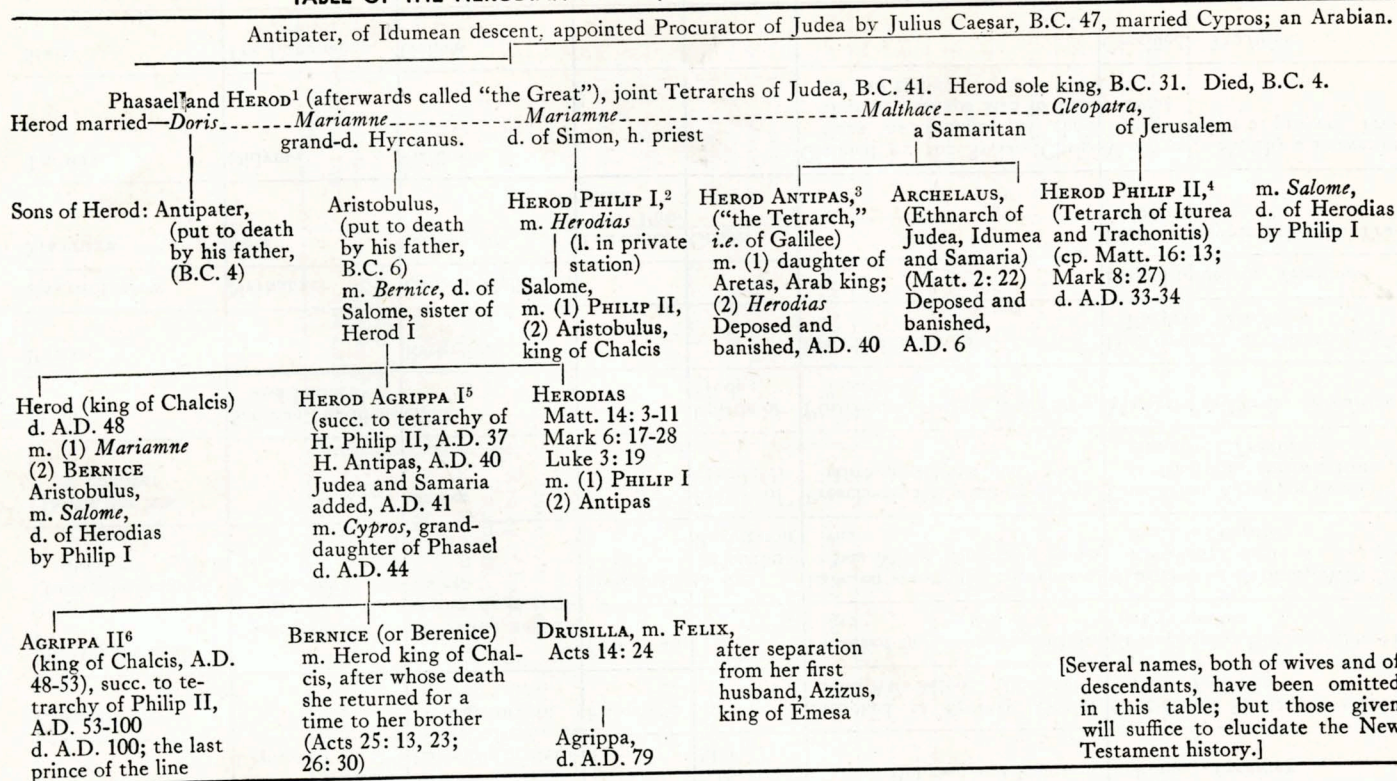 Antipater, of Idumean descent, appointed Procurator of Judea by Julius Caesar, B.C. 47, married Cypros; an Arabian.
Phasael and HEROD¹ (afterwards called "the Great"), joint Tetrarchs of Judea, B.C. 41. Herod sole king, B.C. 31. Died, B.C. 4.
Herod married—Doris Mariamne Mariamne Malthace Cleopatra,
grand-d. Hyrcanus.
d. of Simon, h. priest
a Samaritan
of Jerusalem
Sons of Herod: Antipater,
(put to death
by his father,
(B.C. 4)
Aristobulus,
(put to death
by his father,
B.C. 6)
m. Bernice, d. of
Salome, sister of
Herod I
HEROD PHILIP I,²
m. Herodias
(l. in private
station)
Salome,
m. (1) PHILIP II,
(2) Aristobulus,
king of Chalcis
HEROD ANTIPAS,³
("the Tetrarch,"
i.e. of Galilee)
m. (1) daughter of
Aretas, Arab king;
(2) Herodias
Deposed and
banished, A.D. 40
ARCHELAUS,
(Ethnarch of
Judea, Idumea
and Samaria)
(Matt. 2: 22)
Deposed and
banished,
A.D. 6
HEROD PHILIP II,⁴
(Tetrarch of Iturea
and Trachonitis)
(cp. Matt. 16: 13;
Mark 8: 27)
d. A.D. 33-34
m. Salome,
d. of Herodias
by Philip I
Herod (king of Chalcis)
d. A.D. 48
m. (1) Mariamne
(2) BERNICE
Aristobulus,
m. Salome,
d. of Herodias
by Philip I
HEROD AGRIPPA I⁵
(succ. to tetrarchy of
H. Philip II, A.D. 37
H. Antipas, A.D. 40
Judea and Samaria
added, A.D. 41
m. Cypros, grand-
daughter of Phasael
d. A.D. 44
HERODIAS
Matt. 14: 3-11
Mark 6: 17-28
Luke 3: 19
m. (1) PHILIP I
(2) Antipas
AGRIPPA II⁶
(king of Chalcis, A.D.
48-53), succ. to te-
trarchy of Philip II,
A.D. 53-100
d. A.D. 100; the last
prince of the line
BERNICE (or Berenice)
m. Herod king of Chal-
cis, after whose death
she returned for a
time to her brother
(Acts 25: 13, 23;
26: 30)
DRUSILLA, m. FELIX,
Acts 14: 24
after separation
from her first
husband, Azizus,
king of Emesa
Agrippa,
d. A.D. 79
[Several names, both of wives and of
descendants, have been omitted
in this table; but those given
will suffice to elucidate the New
Testament history.]